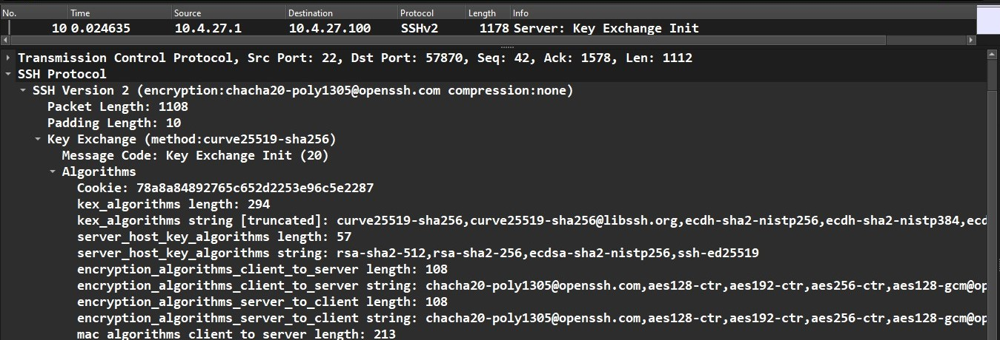 No. Time Source Destination Protocol Length Info
10 0.024635 10.4.27.1 10.4.27.100 SSHv2 1178 Server: Key Exchange Init
Transmission Control Protocol, Src Port: 22, Dst Port: 57870, Seq: 42, Ack: 1578, Len: 1112
SSH Protocol
SSH Version 2 (encryption:chacha20-poly1305@openssh.com compression:none)
Packet Length: 1108
Padding Length: 10
Key Exchange (method:curve25519-sha256)
Message Code: Key Exchange Init (20)
Algorithms
Cookie: 78a8a84892765c652d2253e96c5e2287
kex_algorithms length: 294
kex_algorithms string [truncated]: curve25519-sha256,curve25519-sha256@libssh.org,ecdh-sha2-nistp256,ecdh-sha2-nistp384,ecd
server_host_key_algorithms length: 57
server_host_key_algorithms string: rsa-sha2-512,rsa-sha2-256,ecdsa-sha2-nistp256,ssh-ed25519
encryption_algorithms_client_to_server length: 108
encryption_algorithms_client_to_server string: chacha20-poly1305@openssh.com,aes128-ctr,aes192-ctr,aes256-ctr,aes128-gcm@op
encryption_algorithms_server_to_client length: 108
encryption_algorithms_server_to_client string: chacha20-poly1305@openssh.com,aes128-ctr,aes192-ctr,aes256-ctr,aes128-gcm@op
mac_algorithms_client_to_server length: 213